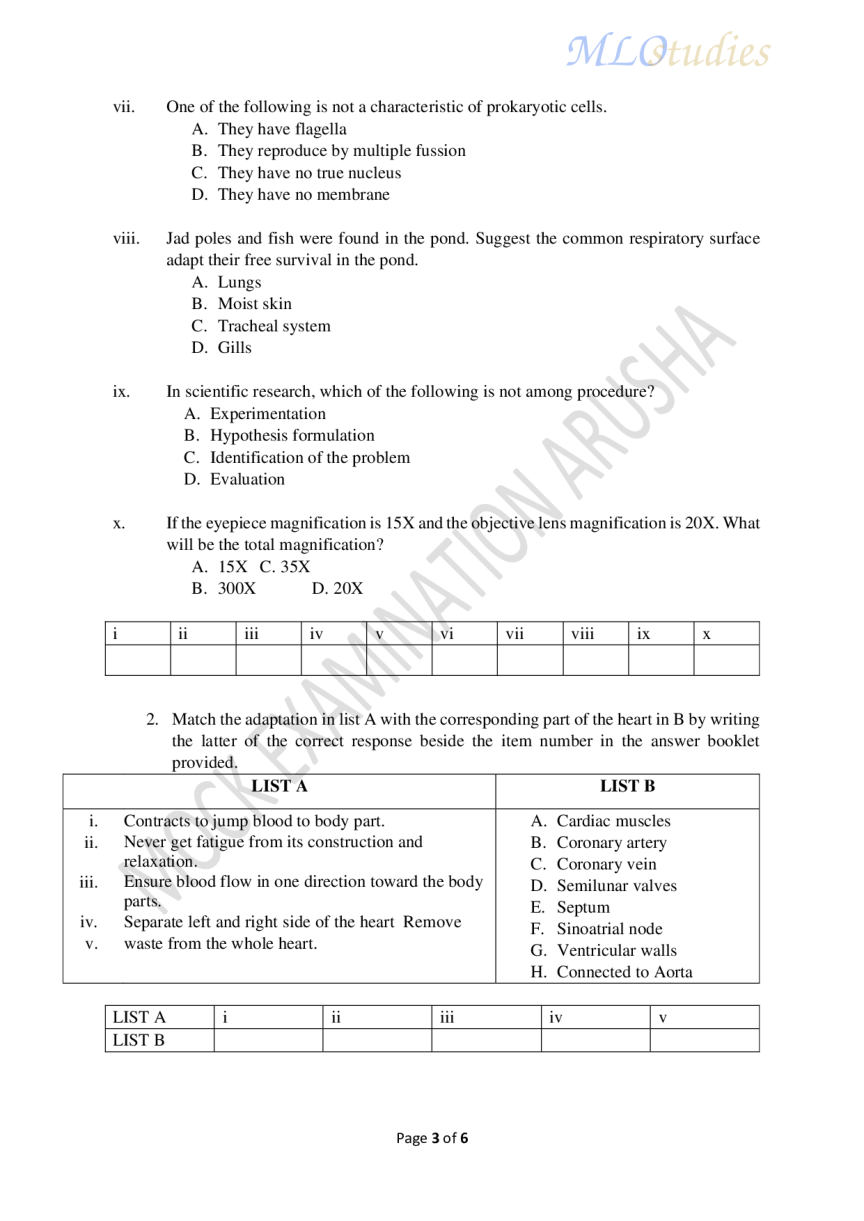 MLOstudies
vii. One of the following is not a characteristic of prokaryotic cells.
A. They have flagella
B. They reproduce by multiple fussion
C. They have no true nucleus
D. They have no membrane
viii. Jad poles and fish were found in the pond. Suggest the common respiratory surface
adapt their free survival in the pond.
A. Lungs
B. Moist skin
C. Tracheal system
D. Gills
ix. In scientific research, which of the following is not among procedure?
A. Experimentation
B. Hypothesis formulation
C. Identification of the problem
D. Evaluation
x. If the eyepiece magnification is 15X and the objective lens magnification is 20X. What
will be the total magnification?
A. 15X C. 35X
B. 300X D. 20X
i ii iii iv v vi vii viii ix x
MOCK EXAMINATION ARUSHA
2. Match the adaptation in list A with the corresponding part of the heart in B by writing
the latter of the correct response beside the item number in the answer booklet
provided.
LIST A LIST B
i. Contracts to jump blood to body part.
ii. Never get fatigue from its construction and
relaxation.
iii. Ensure blood flow in one direction toward the body
parts.
iv. Separate left and right side of the heart Remove
v. waste from the whole heart.
A. Cardiac muscles
B. Coronary artery
C. Coronary vein
D. Semilunar valves
E. Septum
F. Sinoatrial node
G. Ventricular walls
H. Connected to Aorta
LIST A i ii iii iv v
LIST B
Page 3 of 6